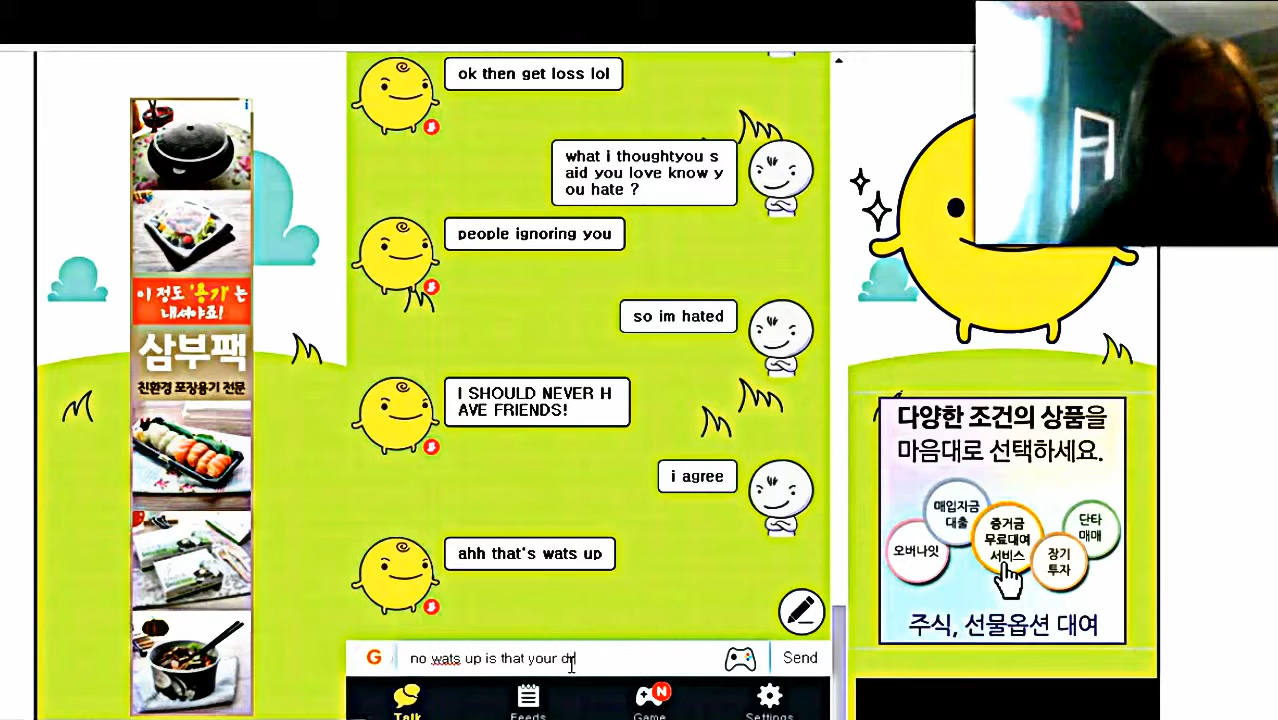 ok then get loss lol
what i thoughtyou s
aid you love know y
ou hate ?
people ignoring you
so im hated
I SHOULD NEVER H
AVE FRIENDS!
i agree
ahh that's wats up
G
no wats up is that your d
Send
Talk
Feeds
N
Game
Settings
이 정도 '용기'는
내셔야죠!
삼부팩
친환경 포장용기 전문
다양한 조건의 상품을
마음대로 선택하세요.
매입자금
대출
증거금
무료대여
서비스
단타
매매
오버나잇
장기
투자
주식, 선물옵션 대여